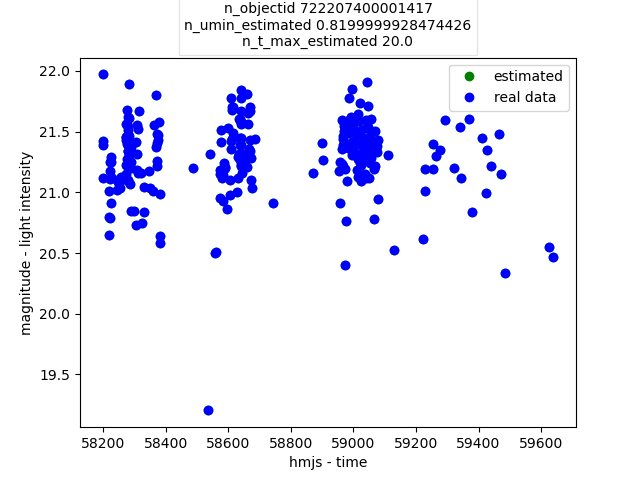 n_objectid 722207400001417
n_umin_estimated 0.8199999928474426
n_t_max_estimated 20.0
estimated
real data
22.0
21.5
21.0
20.5
20.0
19.5
magnitude - light intensity
58200 58400 58600 58800 59000 59200 59400 59600
hmjs - time